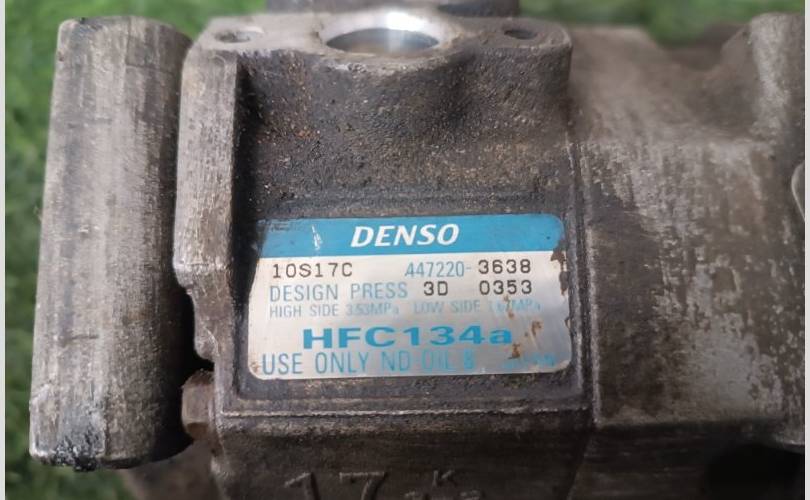 DENSO
10S17C 447220-3638
DESIGN PRESS 3D 0353
HIGH SIDE 3.53MPa LOW SIDE
HFC134a
USE ONLY ND-OIL 8
17 K